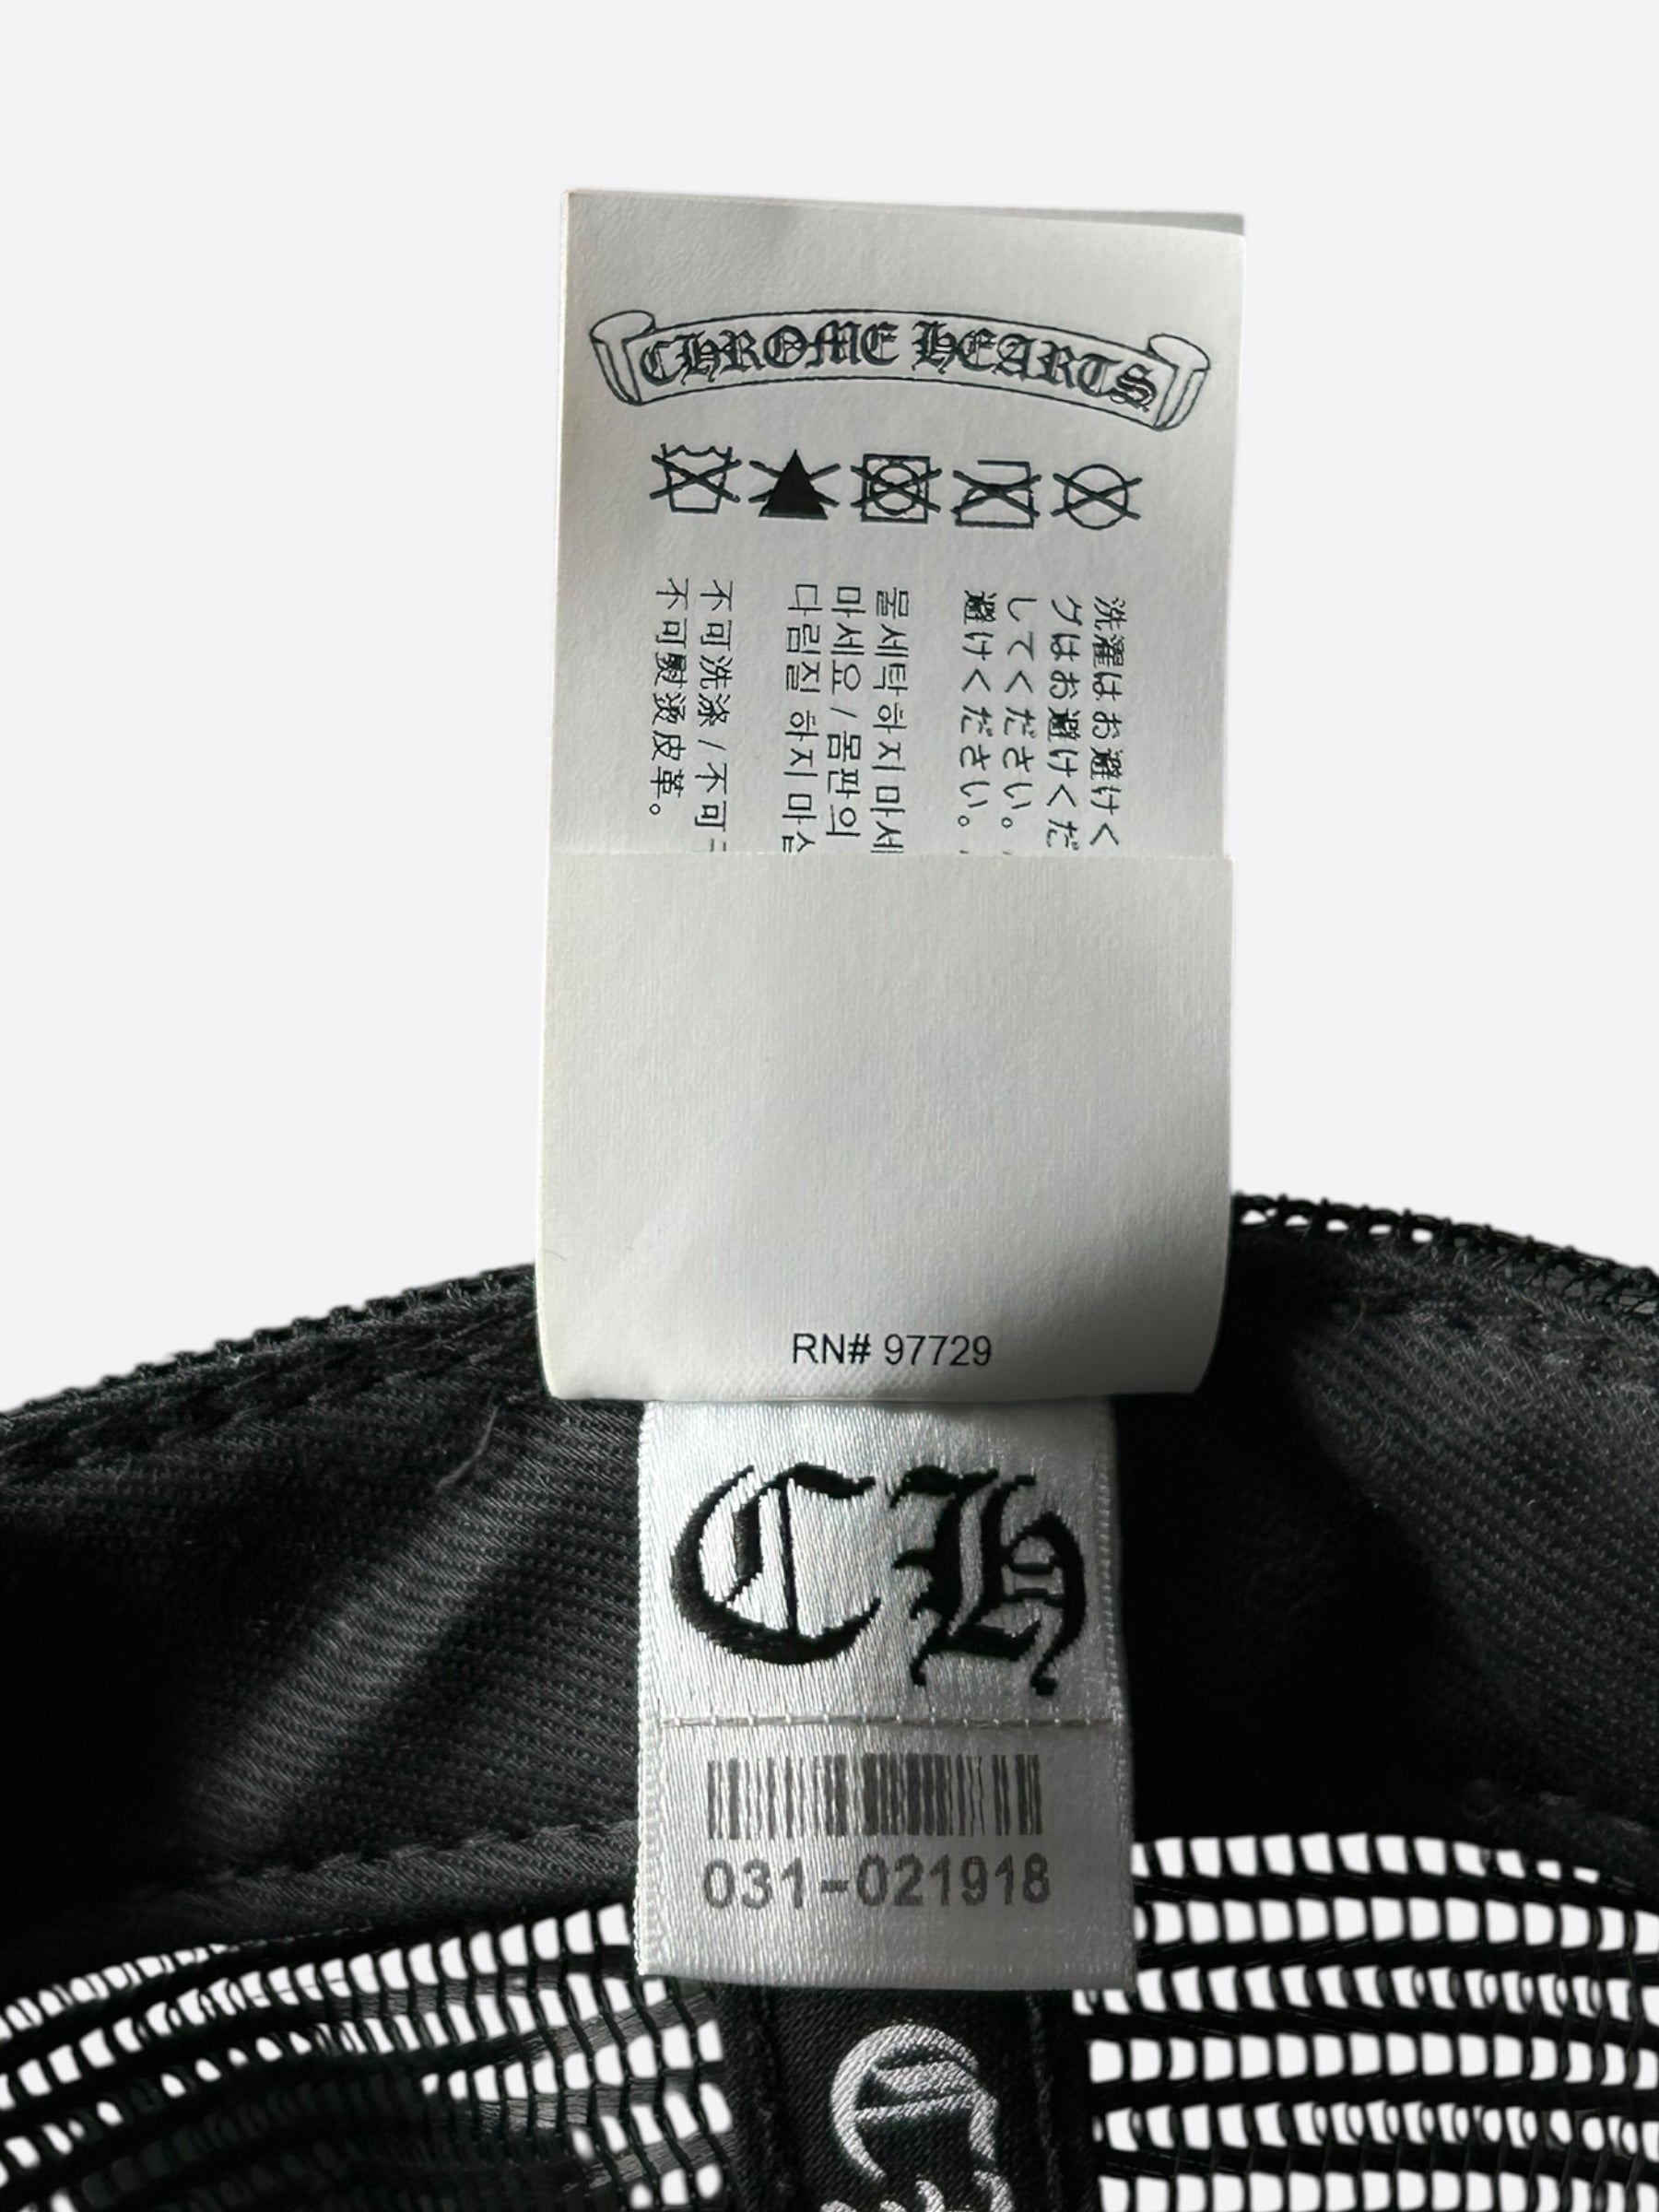 CHROME HEARTS
洗濯はお避けく
グはお避けくだ
してください。
避けください。
물세탁하지 마세
마세요 / 몸판의
다림질 하지 마
不可洗涤 / 不可
不可熨烫皮革。
RN# 97729
CH
031-021918